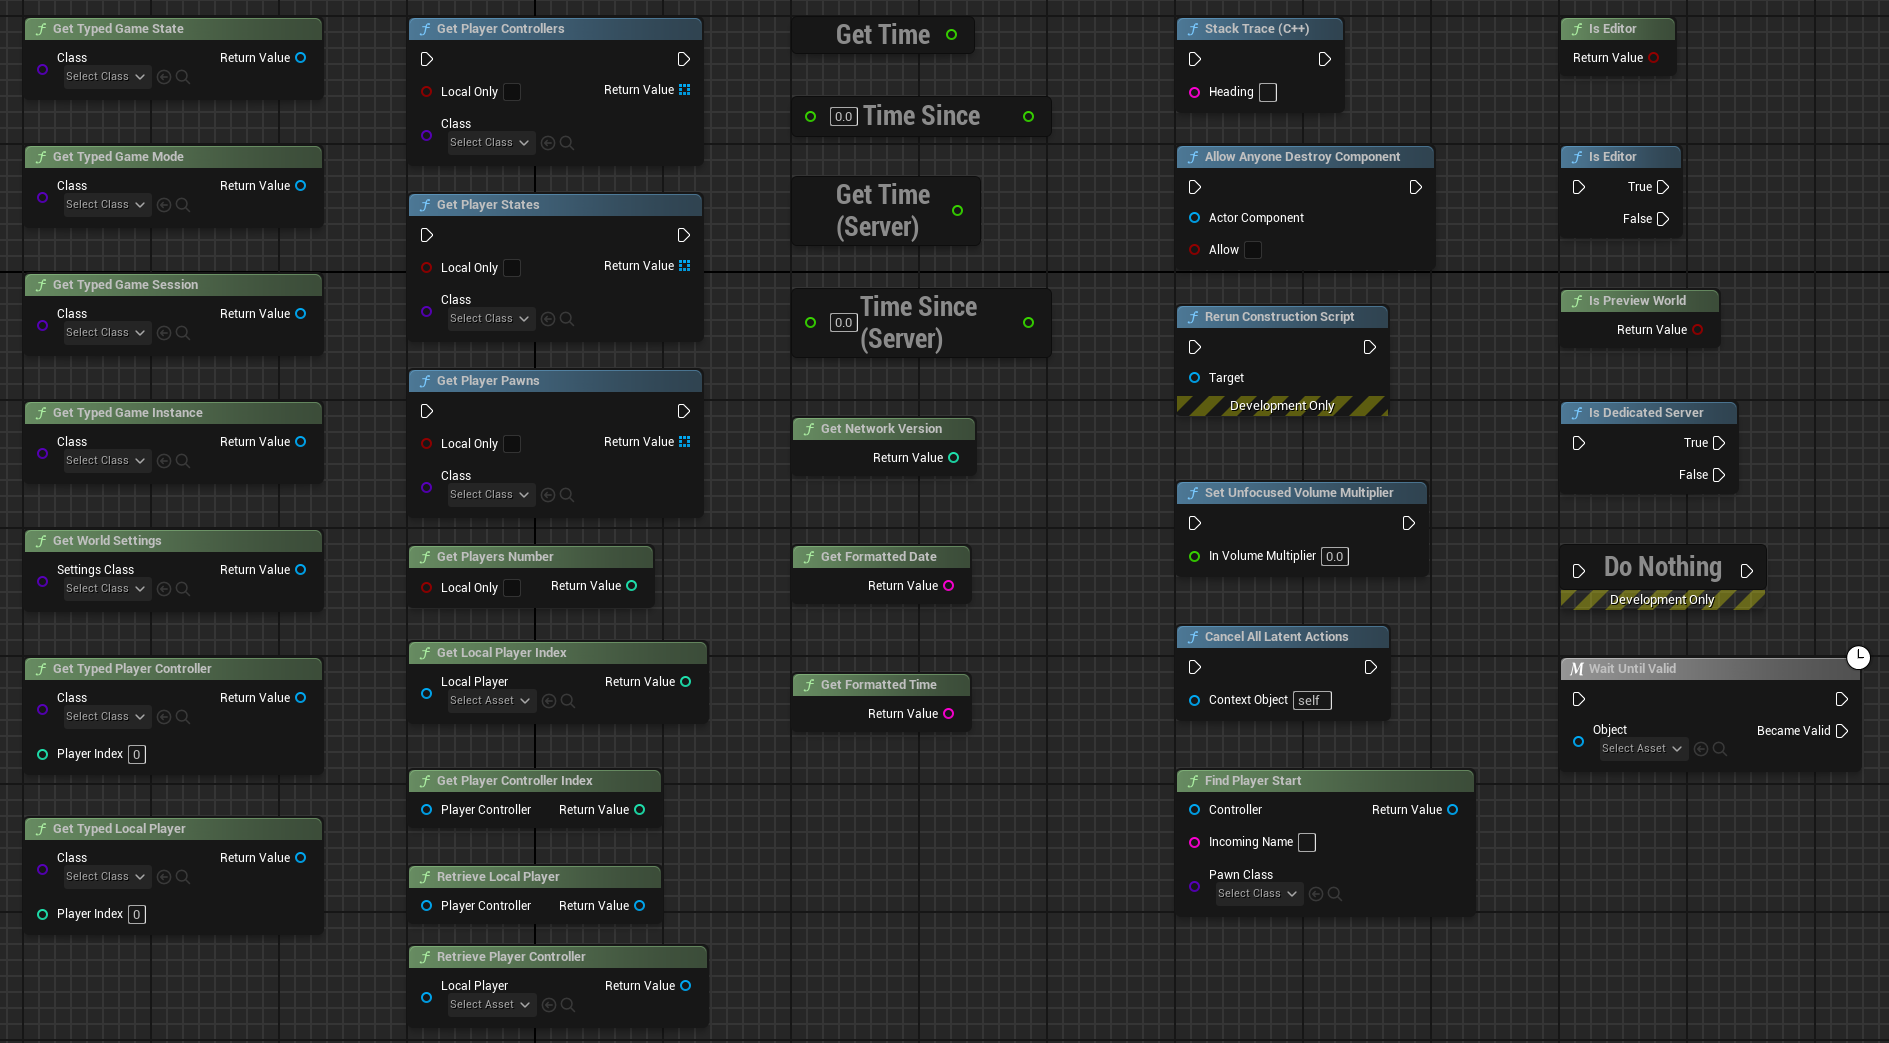 Get Typed Game State
Class
Return Value
Select Class
Get Typed Game Mode
Class
Return Value
Select Class
Get Typed Game Session
Class
Return Value
Select Class
Get Typed Game Instance
Class
Return Value
Select Class
Get World Settings
Settings Class
Return Value
Select Class
Get Typed Player Controller
Class
Return Value
Select Class
Player Index 0
Get Typed Local Player
Class
Return Value
Select Class
Player Index 0
Get Player Controllers
Local Only
Return Value
Class
Select Class
Get Player States
Local Only
Return Value
Class
Select Class
Get Player Pawns
Local Only
Return Value
Class
Select Class
Get Players Number
Local Only
Return Value
Get Local Player Index
Local Player
Return Value
Select Asset
Get Player Controller Index
Player Controller
Return Value
Retrieve Local Player
Player Controller
Return Value
Retrieve Player Controller
Local Player
Return Value
Select Asset
Get Time
0.0 Time Since
Get Time
(Server)
0.0 Time Since
(Server)
Get Network Version
Return Value
Get Formatted Date
Return Value
Get Formatted Time
Return Value
Stack Trace (C++)
Heading
Allow Anyone Destroy Component
Actor Component
Allow
Rerun Construction Script
Target
Development Only
Set Unfocused Volume Multiplier
In Volume Multiplier 0.0
Cancel All Latent Actions
Context Object self
Find Player Start
Controller
Return Value
Incoming Name
Pawn Class
Select Class
Is Editor
Return Value
Is Editor
True
False
Is Preview World
Return Value
Is Dedicated Server
True
False
Do Nothing
Development Only
Wait Until Valid
Object
Became Valid
Select Asset